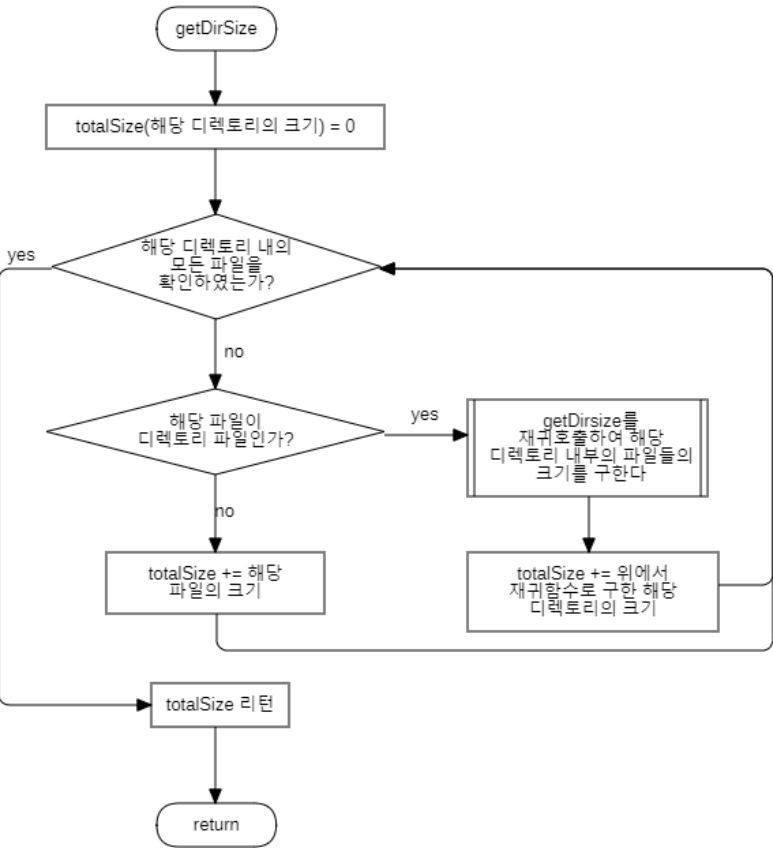 getDirSize
totalSize(해당 디렉토리의 크기) = 0
해당 디렉토리 내의
모든 파일을
확인하였는가?
yes
no
해당 파일이
디렉토리 파일인가?
yes
getDirsize를
재귀호출하여 해당
디렉토리 내부의 파일들의
크기를 구한다
no
totalSize += 해당
파일의 크기
totalSize += 위에서
재귀함수로 구한 해당
디렉토리의 크기
totalSize 리턴
return